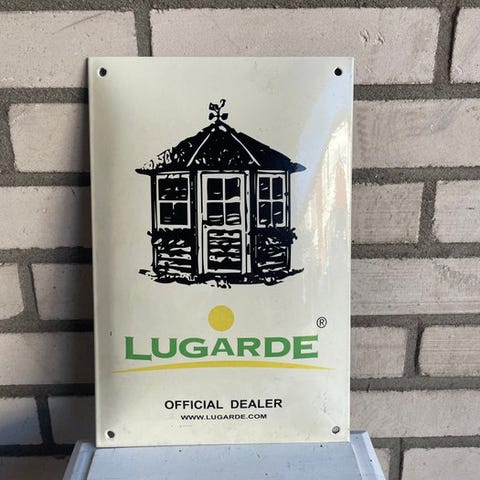 LUGARDE ®
OFFICIAL DEALER
WWW.LUGARDE.COM